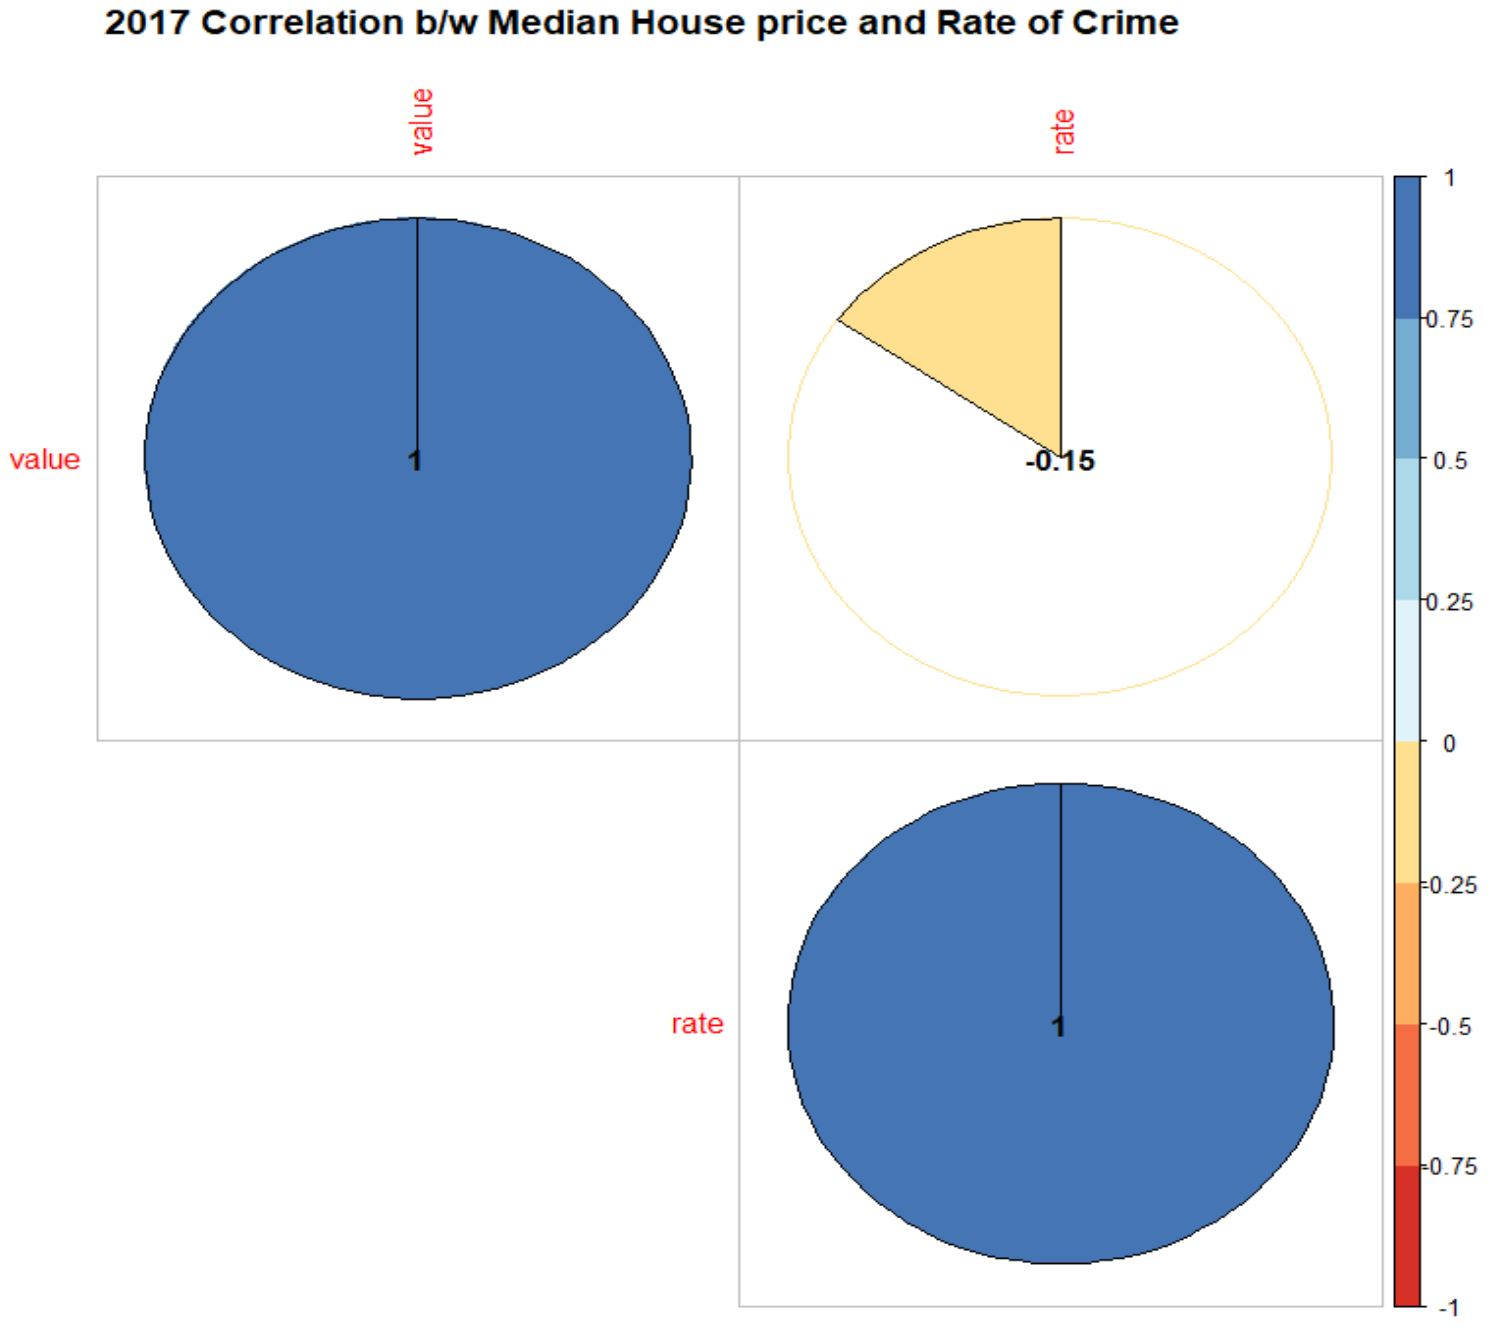 2017 Correlation b/w Median House price and Rate of Crime
value
rate
value
1
-0.15
rate
1
1
0.75
0.5
0.25
0
-0.25
-0.5
-0.75
-1